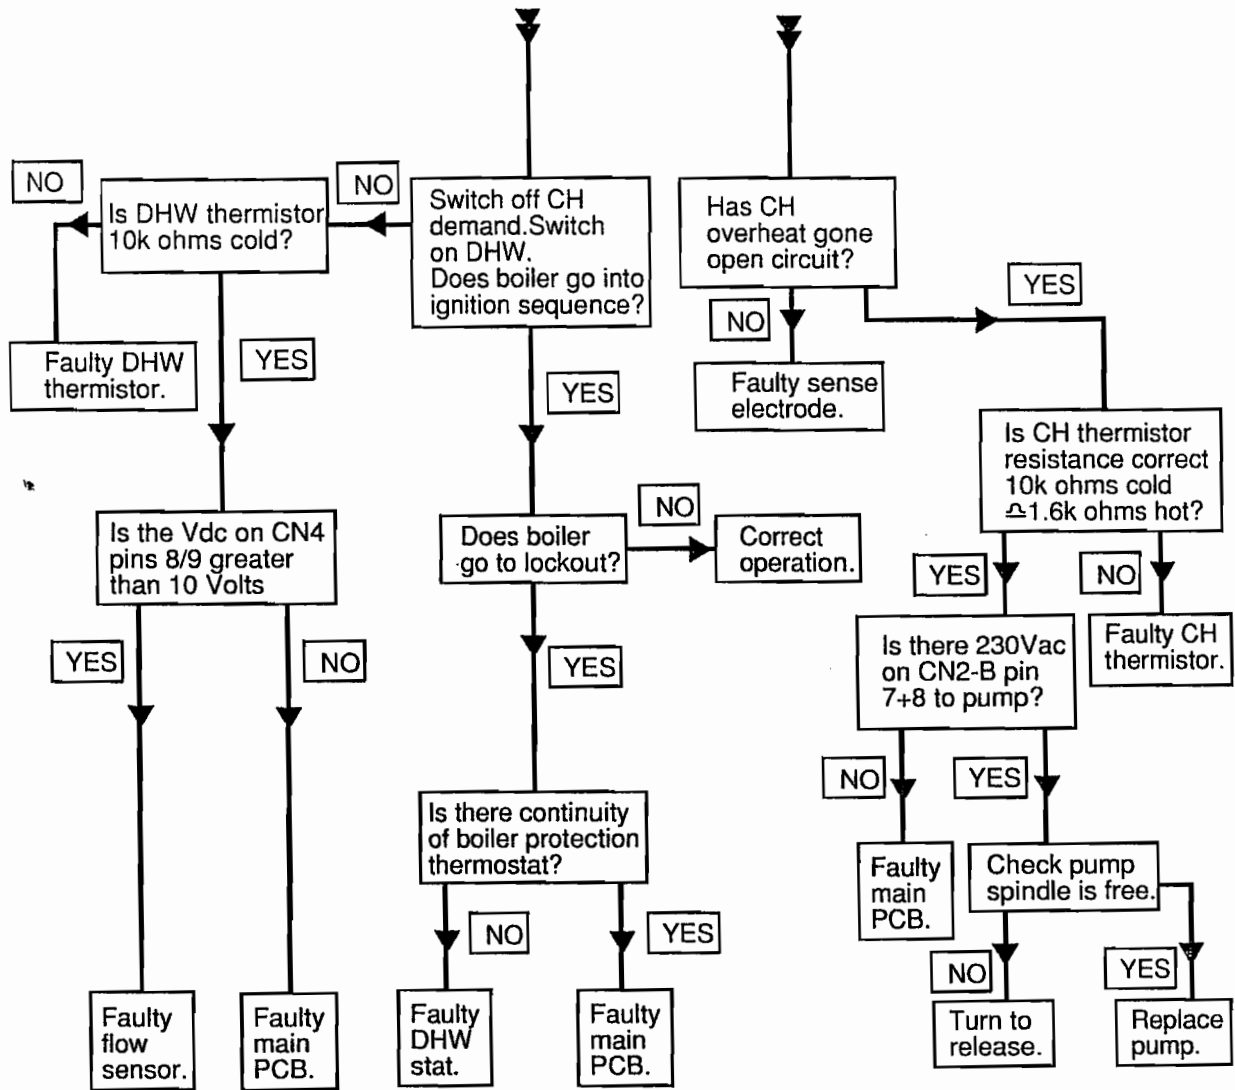 NO
Is DHW thermistor
10k ohms cold?
NO
Switch off CH
demand.Switch
on DHW.
Does boiler go into
ignition sequence?
Has CH
overheat gone
open circuit?
YES
NO
Faulty DHW
thermistor.
YES
YES
Faulty sense
electrode.
Is CH thermistor
resistance correct
10k ohms cold
≏1.6k ohms hot?
Is the Vdc on CN4
pins 8/9 greater
than 10 Volts
Does boiler
go to lockout?
NO
Correct
operation.
YES
NO
YES
NO
YES
Is there 230Vac
on CN2-B pin
7+8 to pump?
Faulty CH
thermistor.
NO
YES
Is there continuity
of boiler protection
thermostat?
Faulty
main
PCB.
Check pump
spindle is free.
NO
YES
NO
YES
Faulty
flow
sensor.
Faulty
main
PCB.
Faulty
DHW
stat.
Faulty
main
PCB.
Turn to
release.
Replace
pump.